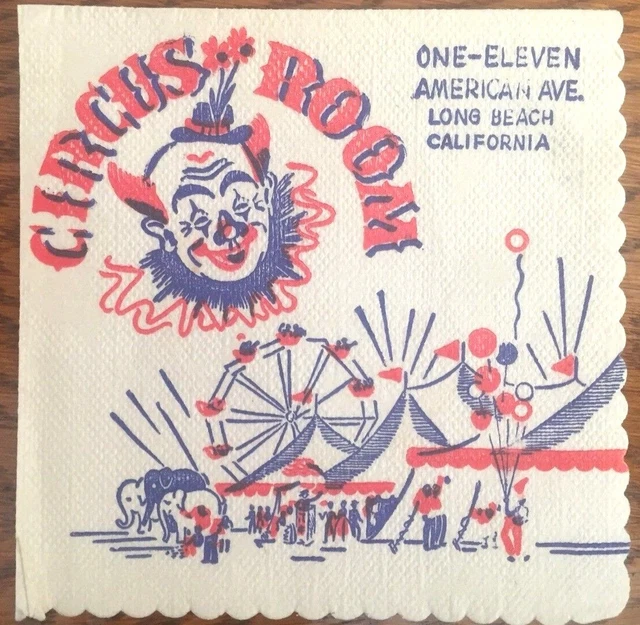 CIRCUS ROOM
ONE-ELEVEN
AMERICAN AVE.
LONG BEACH
CALIFORNIA